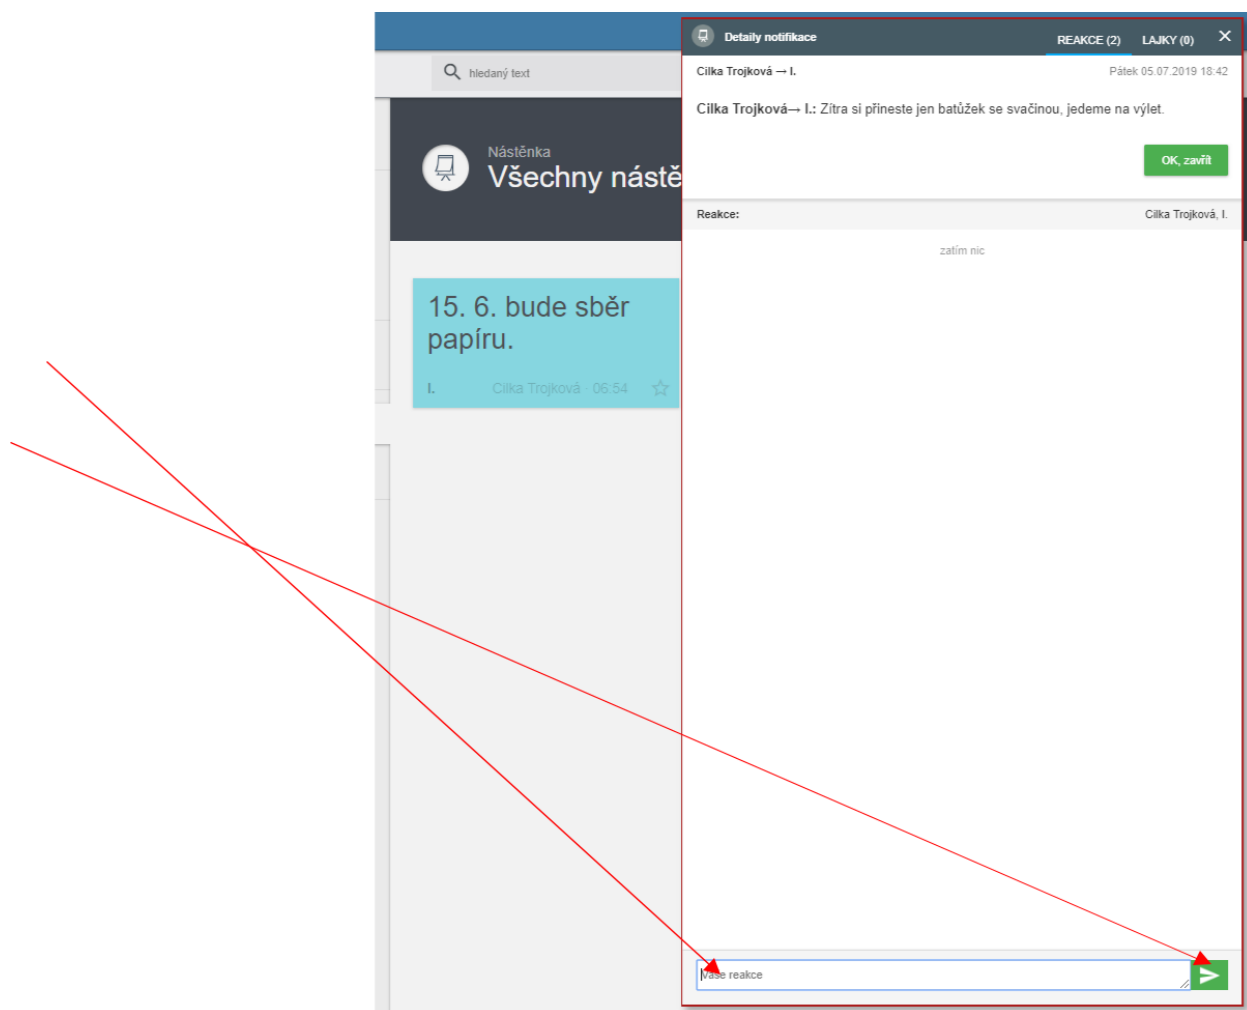 hledaný text
Nástěnka
Všechny nástě
15. 6. bude sběr
papíru.
I. Cilka Trojková - 06:54
Detaily notifikace REAKCE (2) LAJKY (0)
Cilka Trojková → I. Pátek 05.07.2019 18:42
Cilka Trojková→ I.: Zítra si přineste jen batůžek se svačinou, jedeme na výlet.
OK, zavřít
Reakce: Cilka Trojková, I.
zatím nic
Vaše reakce